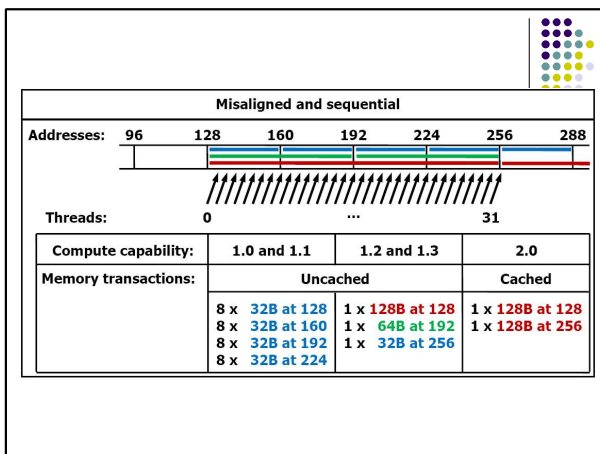 Misaligned and sequential
Addresses: 96 128 160 192 224 256 288
Threads: 0 ... 31
Compute capability: 1.0 and 1.1 1.2 and 1.3 2.0
Memory transactions: Uncached Cached
8 x 32B at 128 1 x 128B at 128 1 x 128B at 128
8 x 32B at 160 1 x 64B at 192 1 x 128B at 256
8 x 32B at 192 1 x 32B at 256
8 x 32B at 224